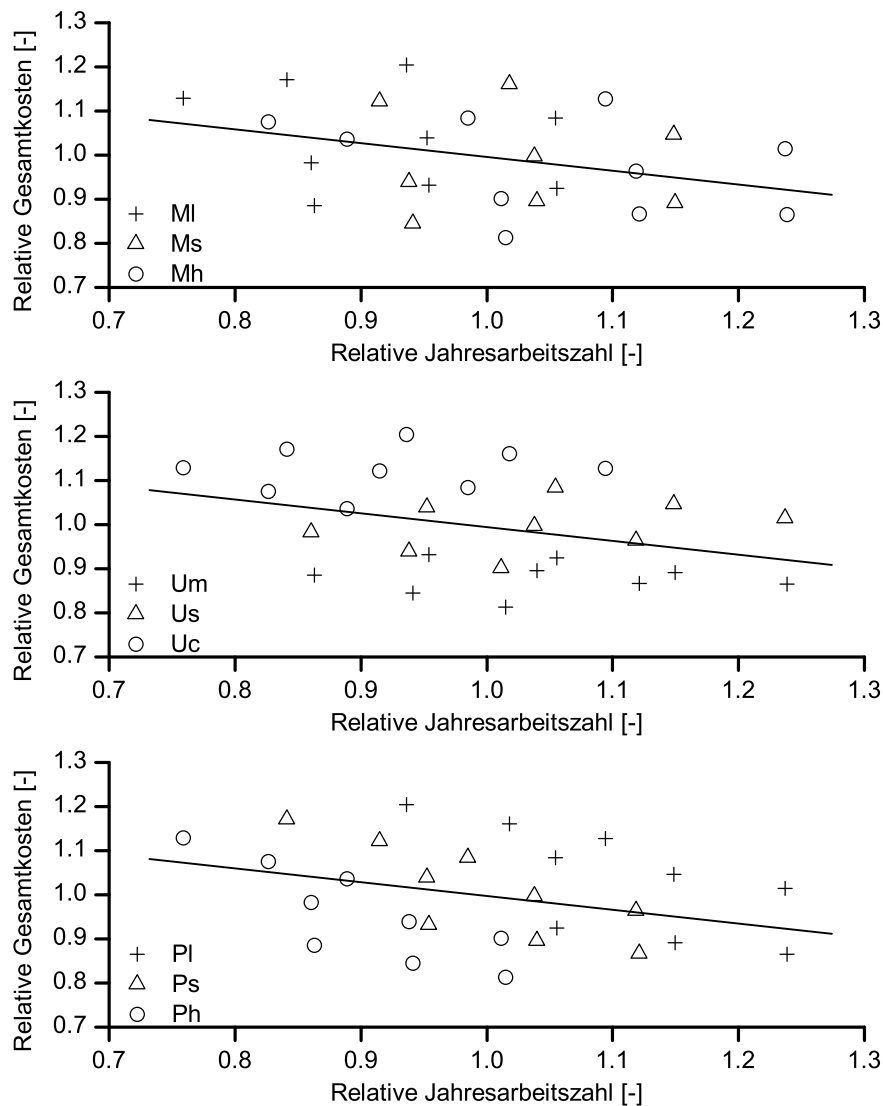 Relative Gesamtkosten [-]
1.3
1.2
1.1
1.0
0.9
0.8
0.7
Ml
Ms
Mh
0.7 0.8 0.9 1.0 1.1 1.2 1.3
Relative Jahresarbeitszahl [-]
Relative Gesamtkosten [-]
1.3
1.2
1.1
1.0
0.9
0.8
0.7
Um
Us
Uc
0.7 0.8 0.9 1.0 1.1 1.2 1.3
Relative Jahresarbeitszahl [-]
Relative Gesamtkosten [-]
1.3
1.2
1.1
1.0
0.9
0.8
0.7
Pl
Ps
Ph
0.7 0.8 0.9 1.0 1.1 1.2 1.3
Relative Jahresarbeitszahl [-]